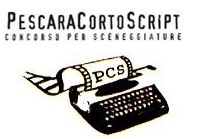 PESCARACORTOSCRIPT
CONCORSO PER SCENEGGIATURE
PCS